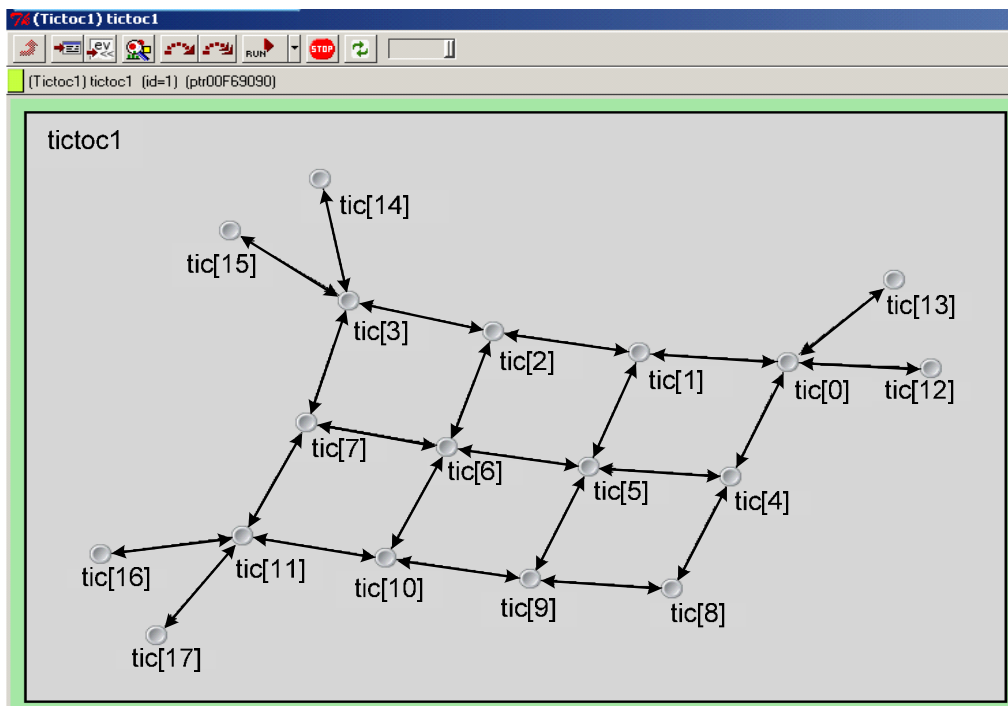 (Tictoc1) tictoc1
ev
RUN
STOP
(Tictoc1) tictoc1 (id=1) (ptr00F69090)
tictoc1
tic[14]
tic[15]
tic[13]
tic[3]
tic[2]
tic[1]
tic[0]
tic[12]
tic[7]
tic[6]
tic[5]
tic[4]
tic[16]
tic[11]
tic[10]
tic[9]
tic[8]
tic[17]